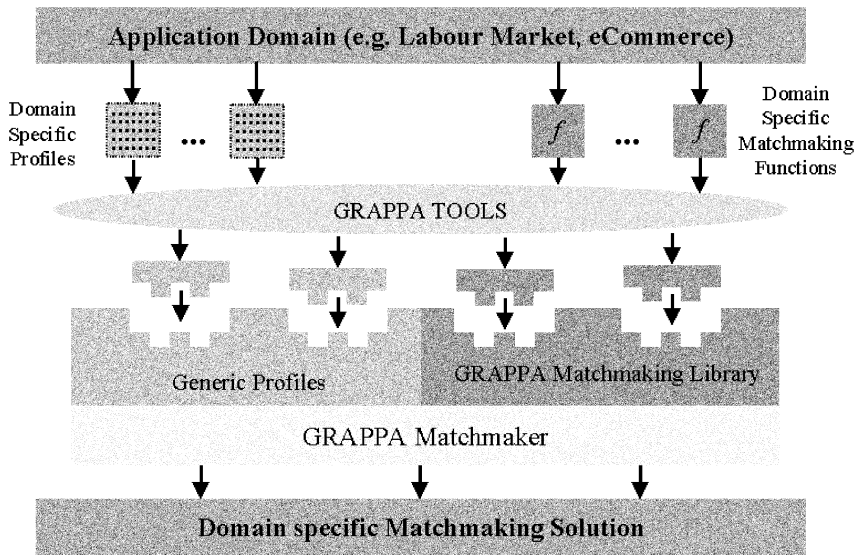 Application Domain (e.g. Labour Market, eCommerce)
Domain
Specific
Profiles
...
f
...
f
Domain
Specific
Matchmaking
Functions
GRAPPA TOOLS
Generic Profiles
GRAPPA Matchmaking Library
GRAPPA Matchmaker
Domain specific Matchmaking Solution